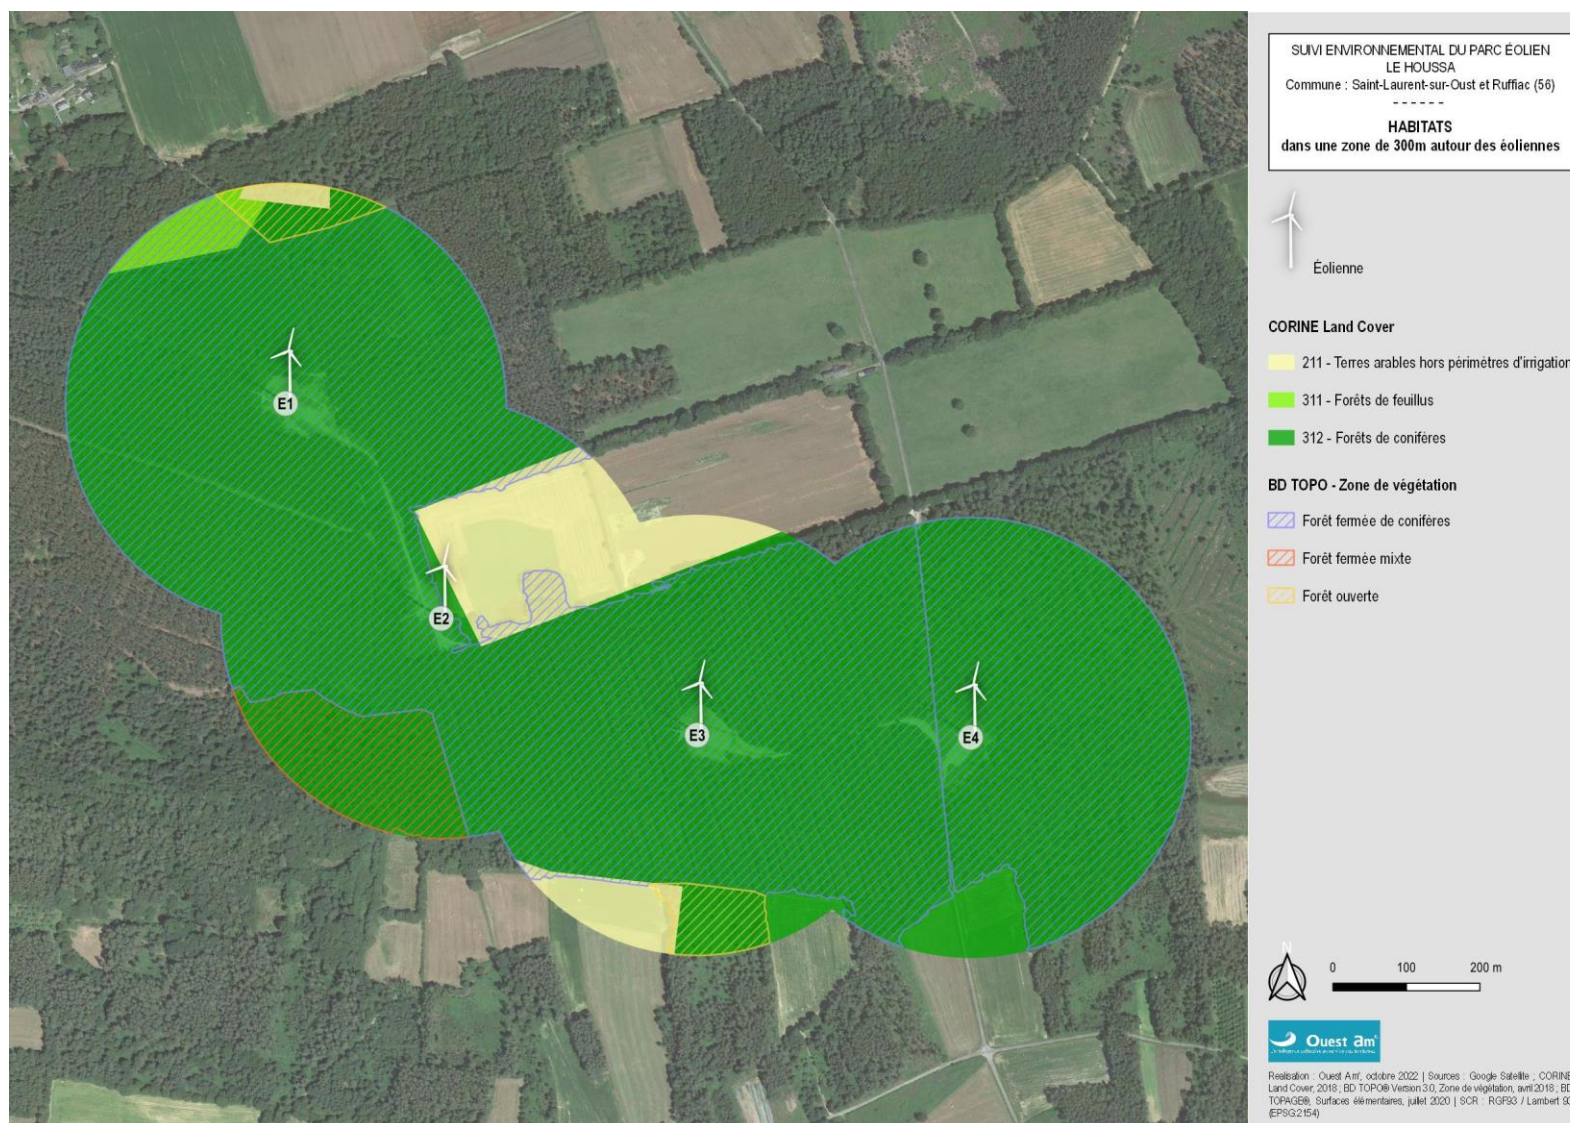 SUIVI ENVIRONNEMENTAL DU PARC ÉOLIEN
LE HOUSSA
Commune : Saint-Laurent-sur-Oust et Ruffiac (56)
- - - - - -
HABITATS
dans une zone de 300m autour des éoliennes
Éolienne
CORINE Land Cover
211 - Terres arables hors périmètres d'irrigation
311 - Forêts de feuillus
312 - Forêts de conifères
BD TOPO - Zone de végétation
Forêt fermée de conifères
Forêt fermée mixte
Forêt ouverte
E1
E2
E3
E4
N
0 100 200 m
Ouest am'
Réalisation : Ouest Am', octobre 2022 | Sources : Google Satellite ; CORINE
Land Cover, 2018 ; BD TOPO® Version 3.0, Zone de végétation, avril 2018 ; BD
TOPAGE®, Surfaces élémentaires, juillet 2020 | SCR : RGF93 / Lambert 93
(EPSG:2154)